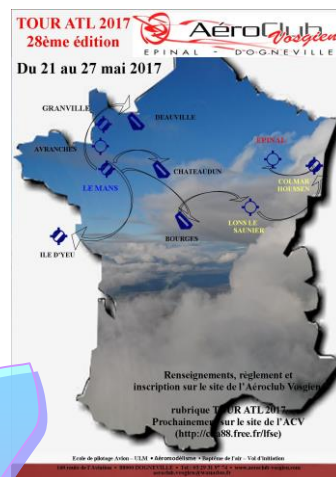 TOUR ATL 2017
28ème édition
AéroClub
Vosgien
EPINAL - DOGNEVILLE
Du 21 au 27 mai 2017
GRANVILLE
DEAUVILLE
AVRANCHES
EPINAL
LE MANS
CHATEAUDUN
COLMAR
HOUSSEN
LONS LE
SAUNIER
ILE D'YEU
BOURGES
Renseignements, règlement et
inscription sur le site de l'Aéroclub Vosgien
rubrique TOUR ATL 2017
Prochainement sur le site de l'ACV
Ecole de pilotage Avion - ULM • Aéromodélisme • Baptême de l'air - Vol d'initiation